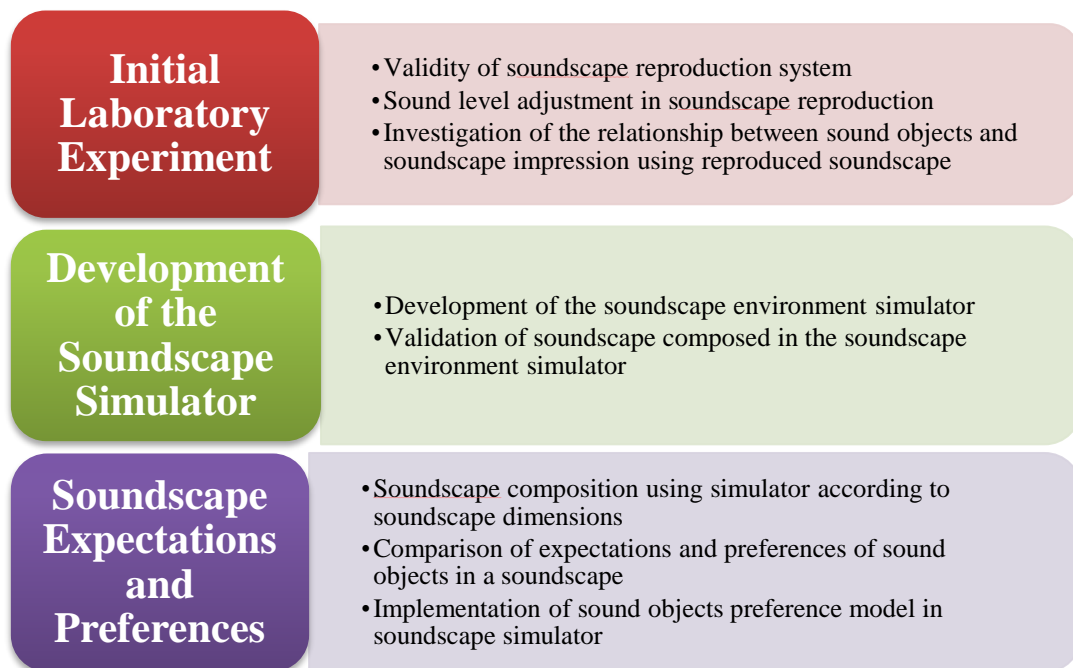 Initial
Laboratory
Experiment
•Validity of soundscape reproduction system
•Sound level adjustment in soundscape reproduction
•Investigation of the relationship between sound objects and
soundscape impression using reproduced soundscape
Development
of the
Soundscape
Simulator
•Development of the soundscape environment simulator
•Validation of soundscape composed in the soundscape
environment simulator
Soundscape
Expectations
and
Preferences
•Soundscape composition using simulator according to
soundscape dimensions
•Comparison of expectations and preferences of sound
objects in a soundscape
•Implementation of sound objects preference model in
soundscape simulator